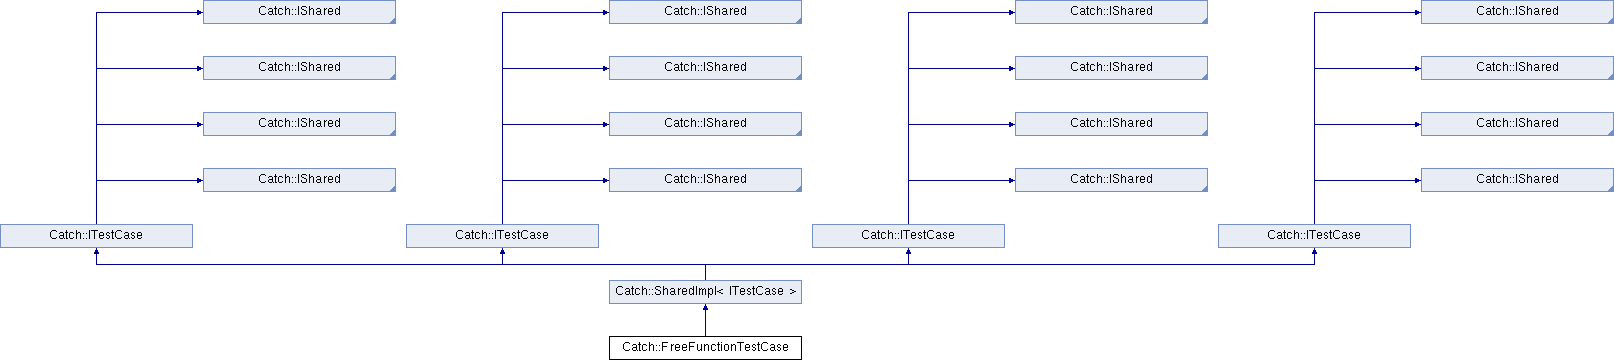 Catch::IShared Catch::IShared Catch::IShared Catch::IShared
Catch::IShared Catch::IShared Catch::IShared Catch::IShared
Catch::IShared Catch::IShared Catch::IShared Catch::IShared
Catch::IShared Catch::IShared Catch::IShared Catch::IShared
Catch::ITestCase Catch::ITestCase Catch::ITestCase Catch::ITestCase
Catch::SharedImpl< ITestCase >
Catch::FreeFunctionTestCase